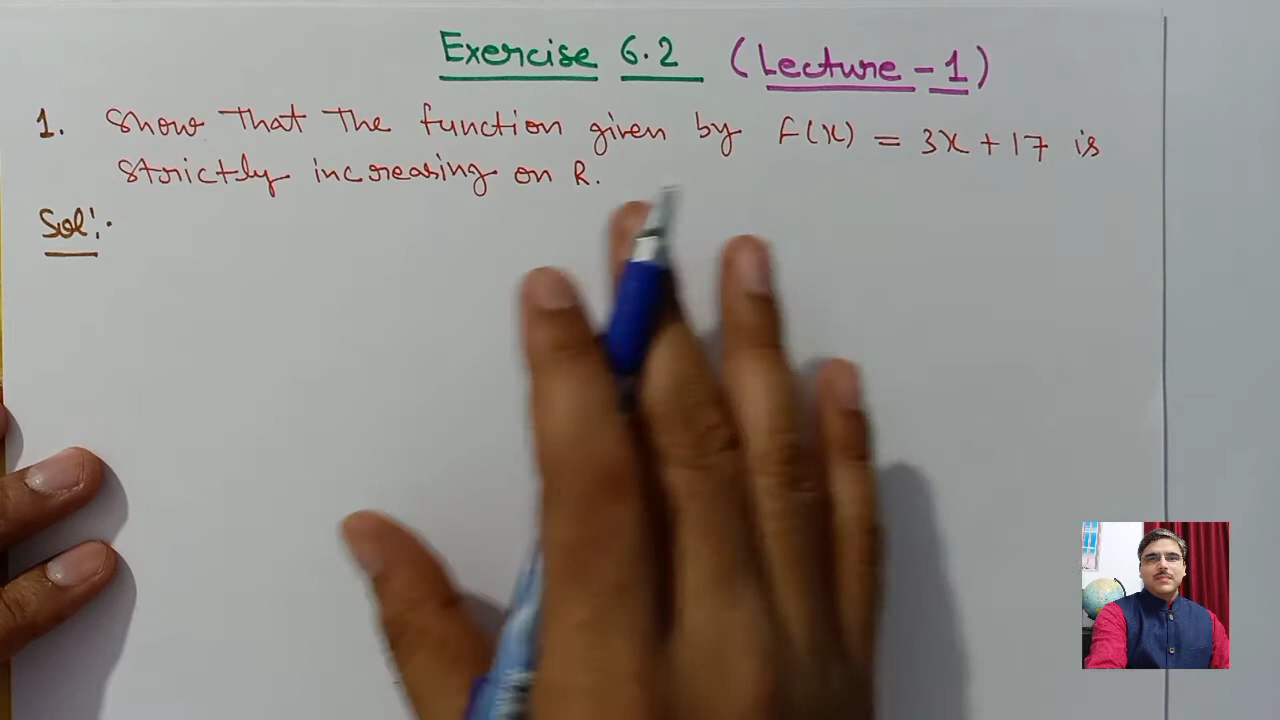 Exercise 6.2 (Lecture-1)
1. Show that the function given by f(x) = 3x+17 is
strictly increasing on R.
Sol!:-